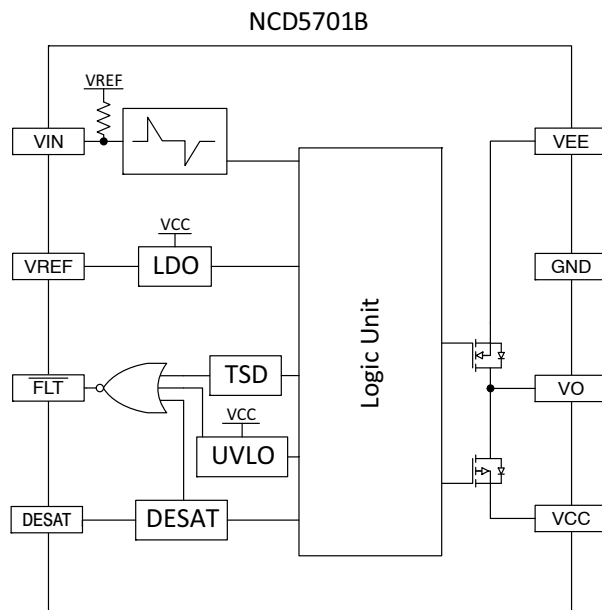 NCD5701B
VREF
VIN
VEE
VCC
VREF
LDO
GND
Logic Unit
FLT
TSD
VO
VCC
UVLO
DESAT
DESAT
VCC